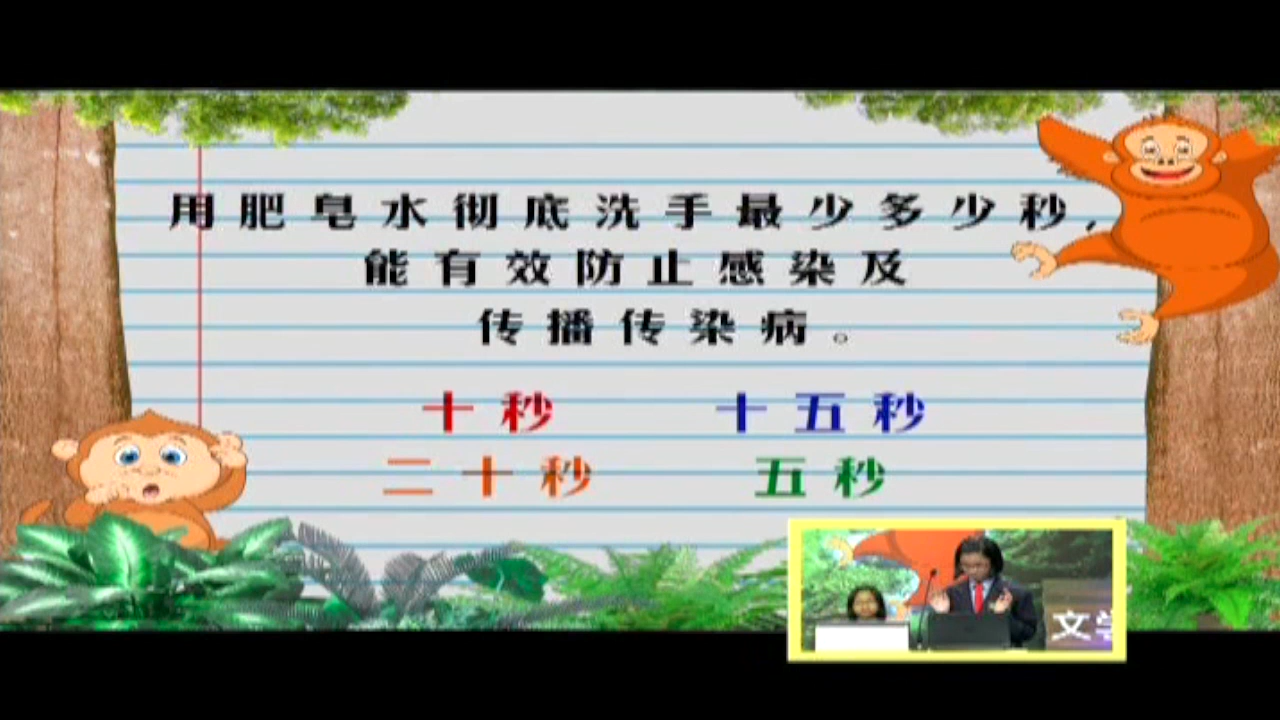 用肥皂水彻底洗手最少多少秒,
能有效防止感染及
传播传染病。
十秒 十五秒
二十秒 五秒
文学